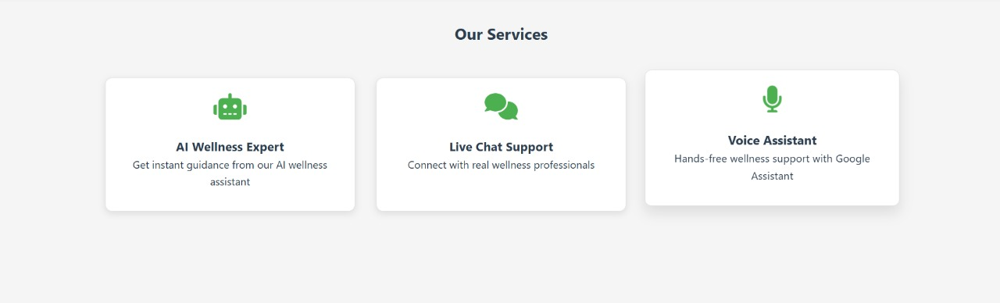 Our Services
AI Wellness Expert
Get instant guidance from our AI wellness
assistant
Live Chat Support
Connect with real wellness professionals
Voice Assistant
Hands-free wellness support with Google
Assistant